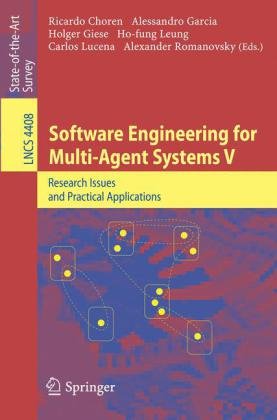 Ricardo Choren Alessandro Garcia
Holger Giese Ho-fung Leung
Carlos Lucena Alexander Romanovsky (Eds.)
State-of-the-Art
Survey
LNCS 4408
Software Engineering for
Multi-Agent Systems V
Research Issues
and Practical Applications
Springer